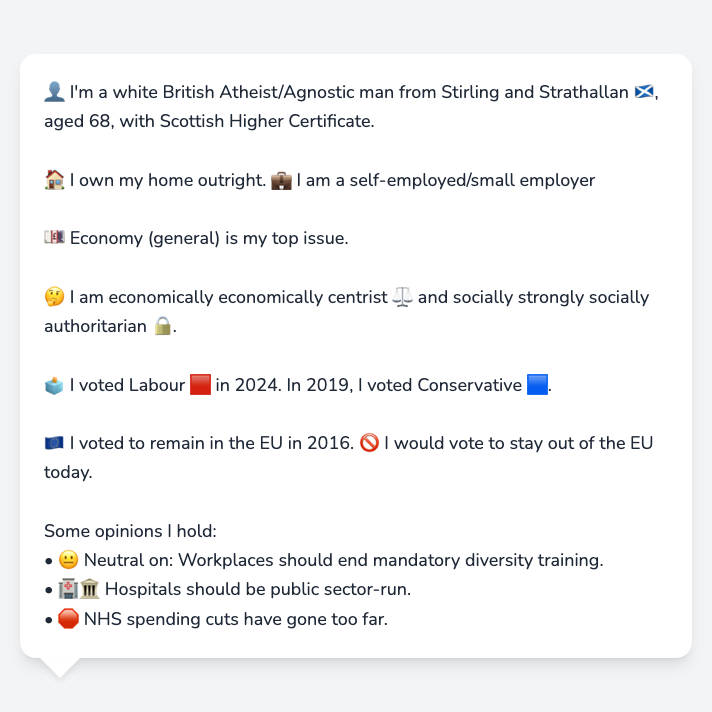 👤 I'm a white British Atheist/Agnostic man from Stirling and Strathallan 🏴󠁧󠁢󠁳󠁣󠁴󠁿,
aged 68, with Scottish Higher Certificate.
🏠 I own my home outright. 💼 I am a self-employed/small employer
💷 Economy (general) is my top issue.
🤔 I am economically economically centrist ⚖️ and socially strongly socially
authoritarian 🔒.
🗳️ I voted Labour 🟥 in 2024. In 2019, I voted Conservative 🟦.
🇪🇺 I voted to remain in the EU in 2016. 🚫 I would vote to stay out of the EU
today.
Some opinions I hold:
• 😐 Neutral on: Workplaces should end mandatory diversity training.
• 🏥🏛️ Hospitals should be public sector-run.
• 🛑 NHS spending cuts have gone too far.